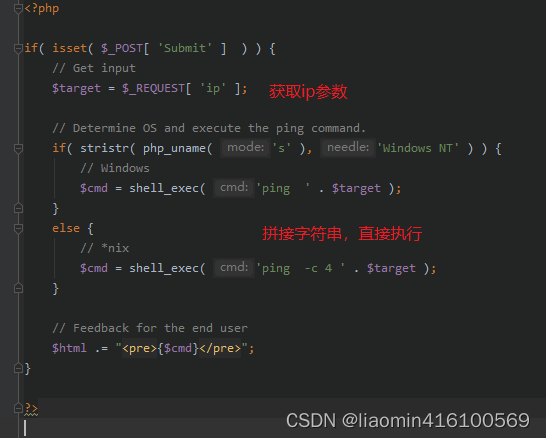 <?php
if( isset( $_POST[ 'Submit' ]  ) ) {
// Get input
$target = $_REQUEST[ 'ip' ];
获取ip参数
// Determine OS and execute the ping command.
if( stristr( php_uname( mode: 's' ), needle: 'Windows NT' ) ) {
// Windows
$cmd = shell_exec( cmd: 'ping  ' . $target );
}
else {
拼接字符串，直接执行
// *nix
$cmd = shell_exec( cmd: 'ping  -c 4 ' . $target );
}
// Feedback for the end user
$html .= "<pre>{$cmd}</pre>";
}
?>
CSDN @liaomin416100569